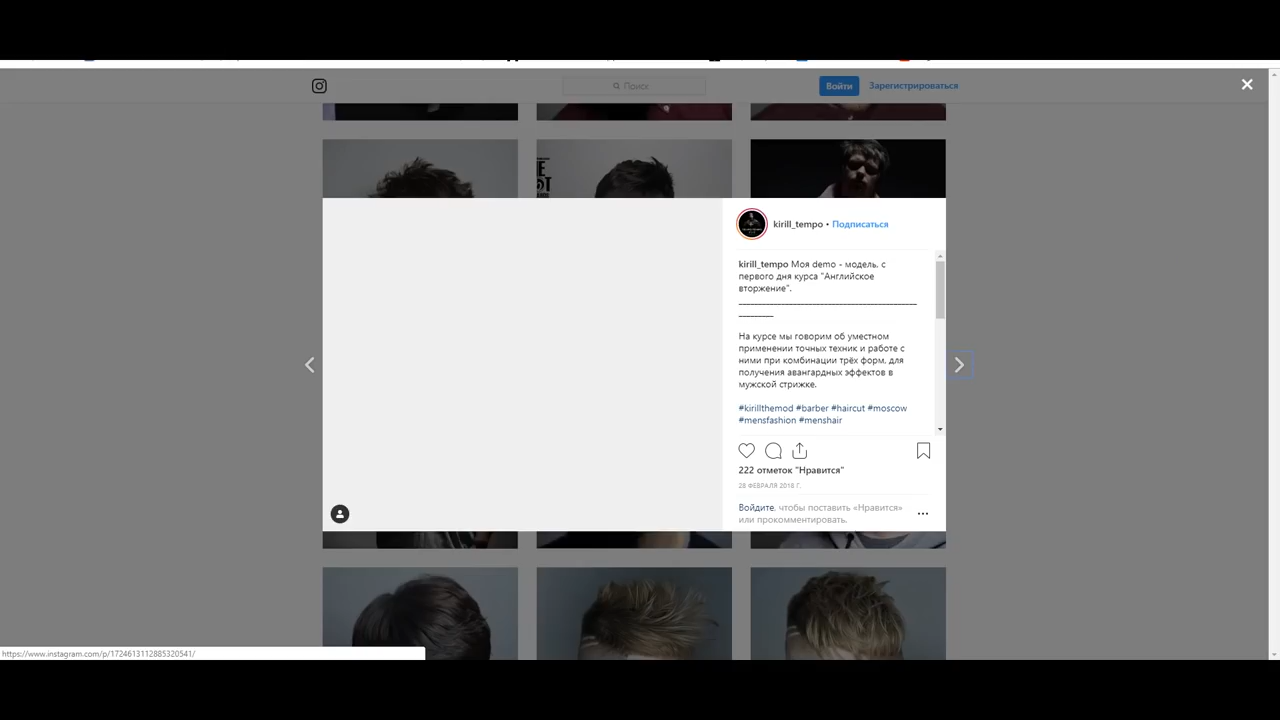 Поиск
Войти
Зарегистрироваться
kirill_tempo • Подписаться
kirill_tempo Моя demo - модель, с
первого дня курса "Английское
вторжение".
На курсе мы говорим об уместном
применении точных техник и работе с
ними при комбинации трёх форм, для
получения авангардных эффектов в
мужской стрижке.
#kirillthemod #barber #haircut #moscow
#mensfashion #menshair
222 отметок "Нравится"
28 ФЕВРАЛЯ 2018 Г.
Войдите, чтобы поставить «Нравится»
или прокомментировать.
https://www.instagram.com/p/1724613112885320541/